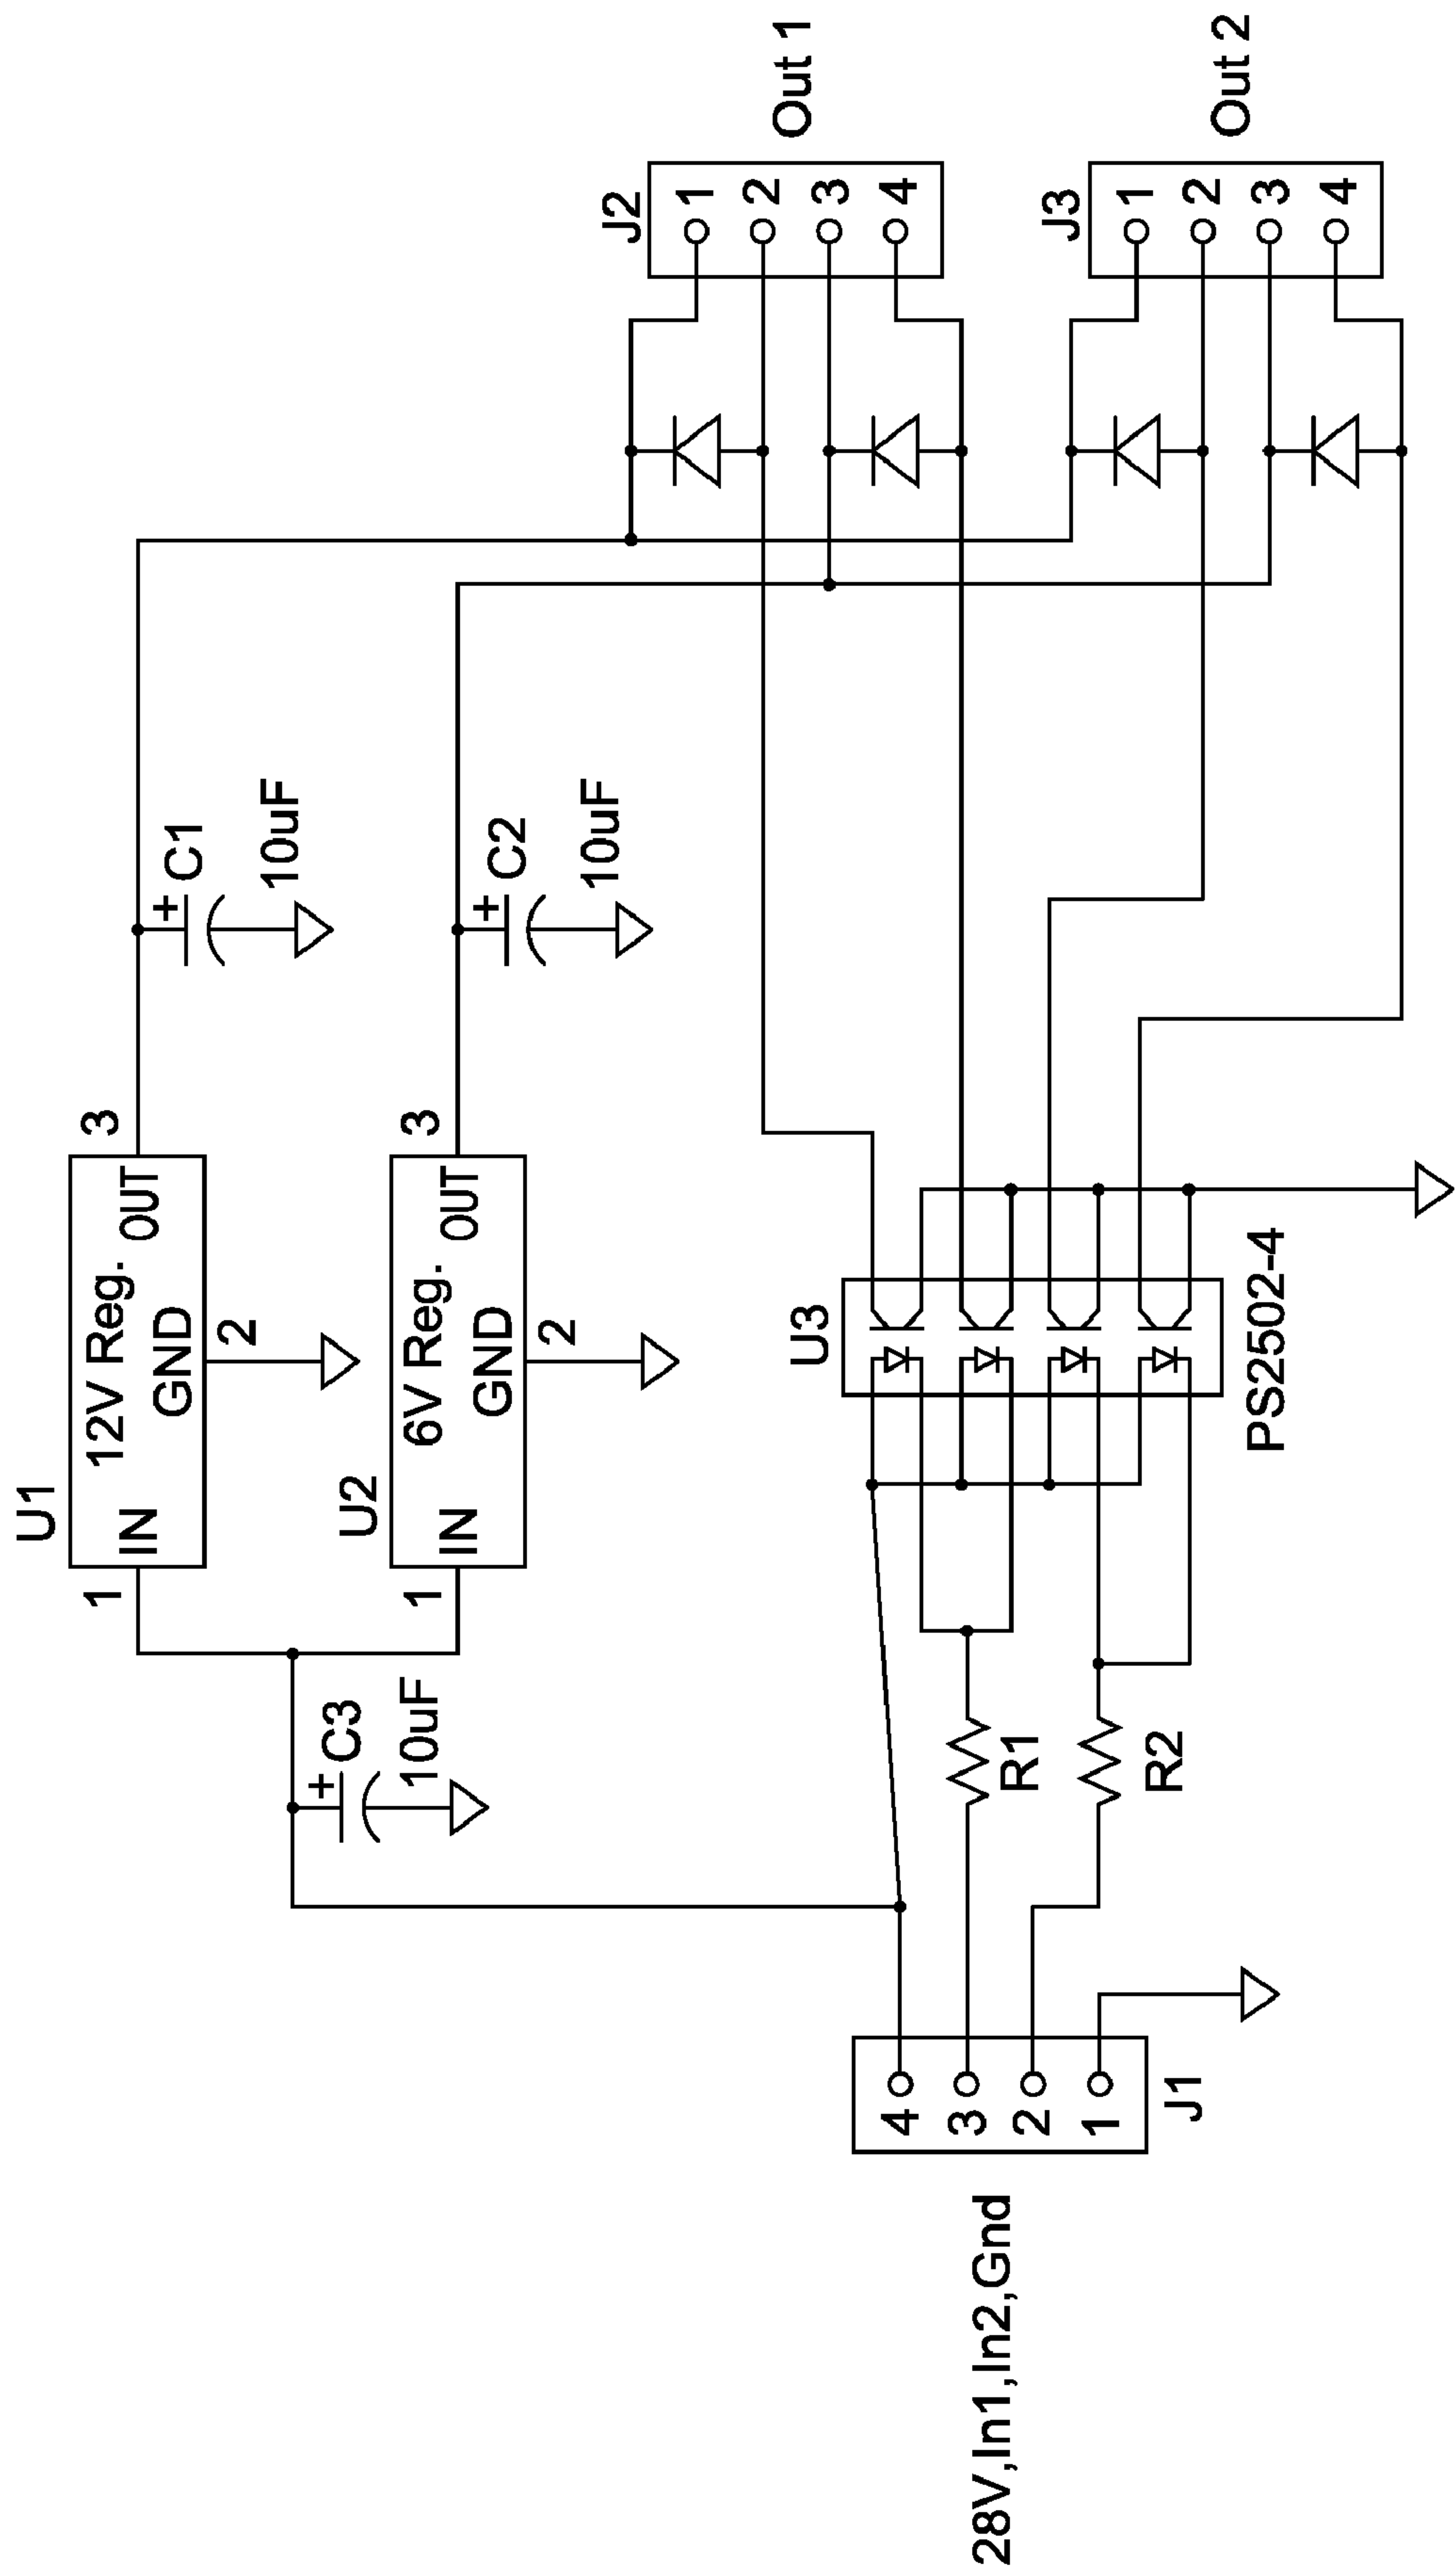 U1
12V Reg.
IN
OUT
GND
1
3
2
C1
+
10uF
U2
6V Reg.
IN
OUT
GND
1
3
2
C2
+
10uF
C3
+
10uF
J2
1
2
3
4
Out 1
J3
1
2
3
4
Out 2
U3
PS2502-4
R1
R2
28V,In1,In2,Gnd
4
3
2
1
J1